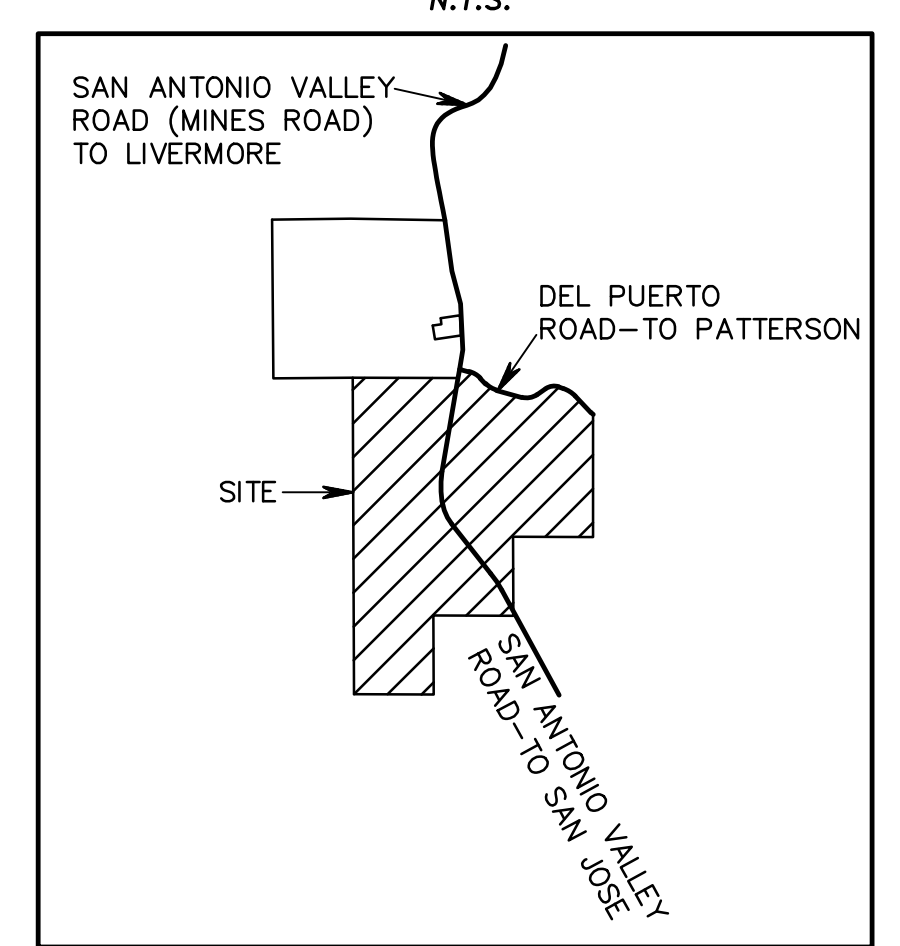 N.T.S.
SAN ANTONIO VALLEY
ROAD (MINES ROAD)
TO LIVERMORE
DEL PUERTO
ROAD-TO PATTERSON
SITE
SAN ANTONIO VALLEY
ROAD-TO SAN JOSE